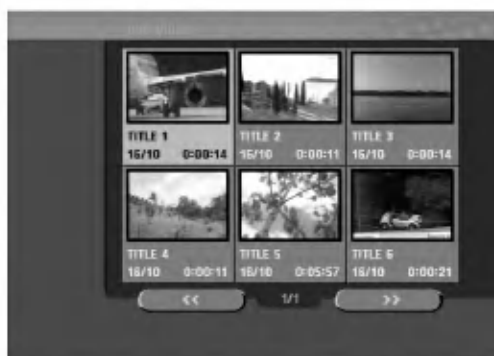 TITLE 1
16/10 0:00:14
TITLE 2
16/10 0:00:11
TITLE 3
16/10 0:00:14
TITLE 4
16/10 0:00:11
TITLE 5
16/10 0:05:57
TITLE 6
16/10 0:00:21
<< 1/1 >>